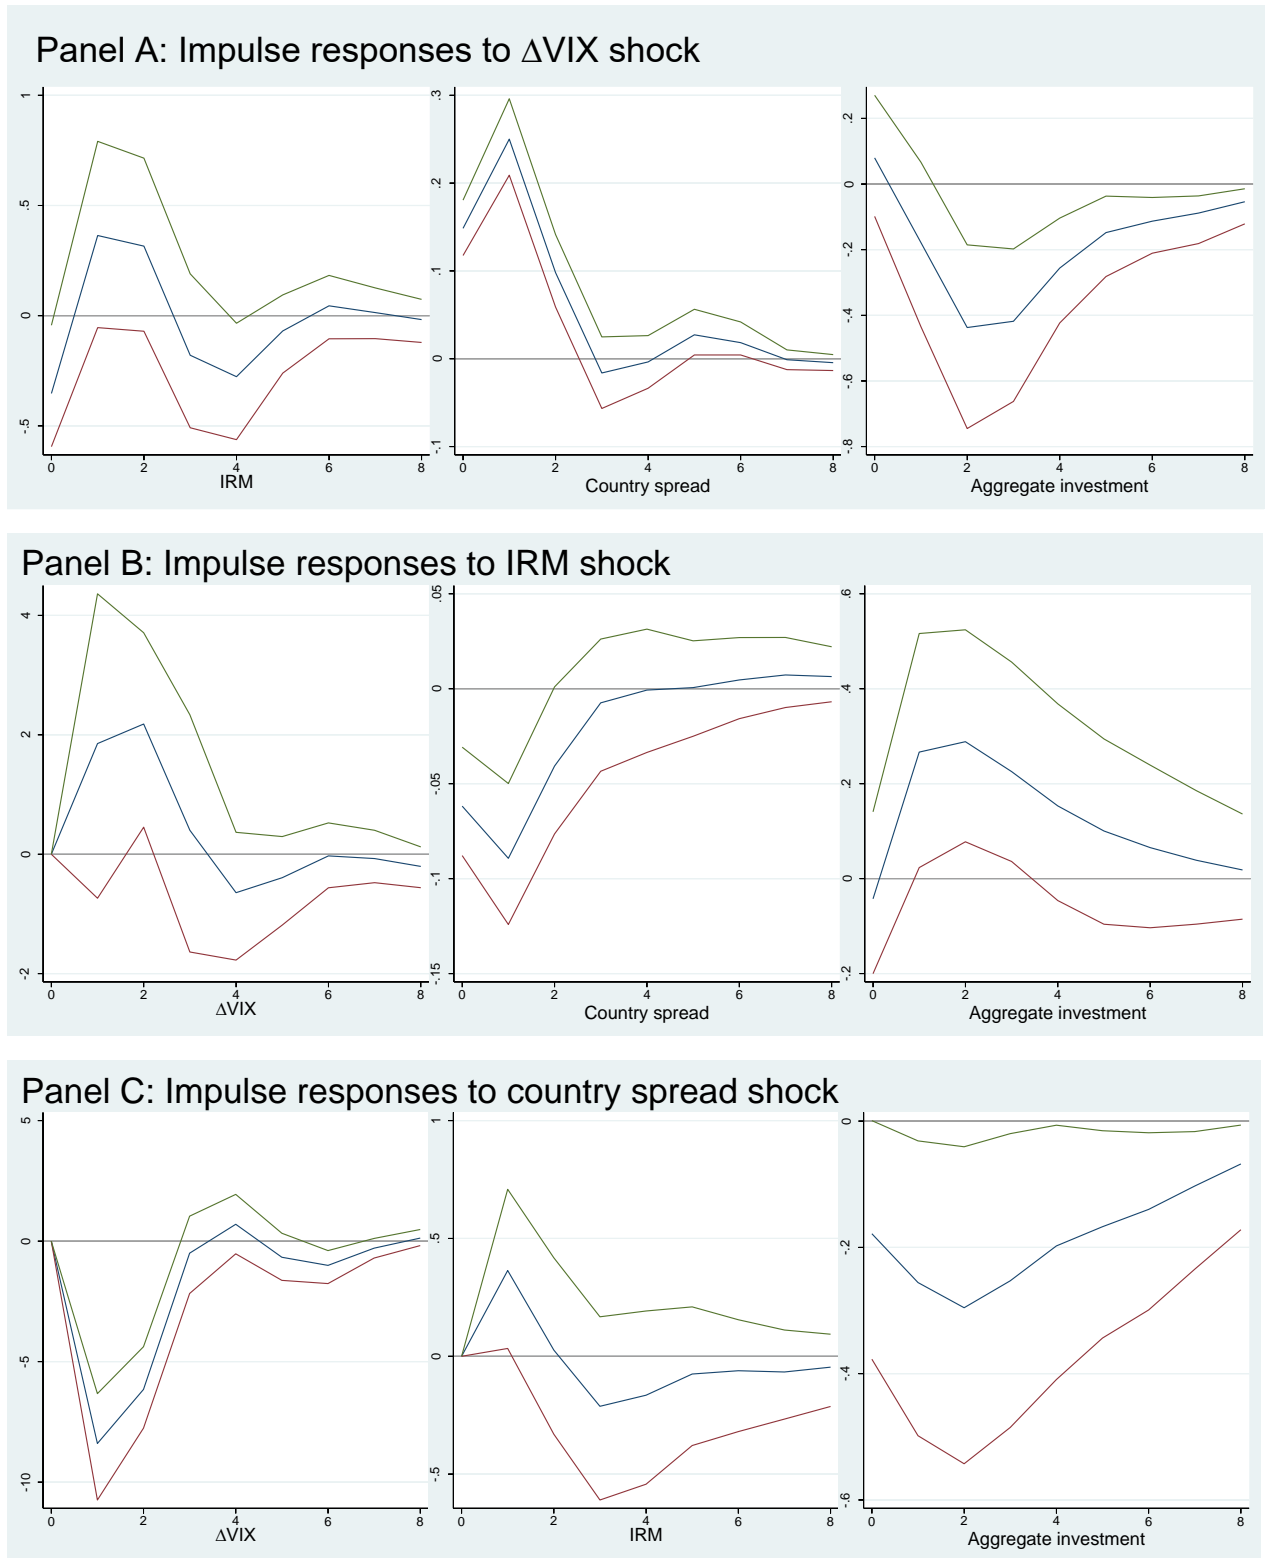 Panel A: Impulse responses to ΔVIX shock
1
.5
0
-.5
0 2 4 6 8
IRM
.3
.2
.1
0
-.1
0 2 4 6 8
Country spread
.2
0
-.2
-.4
-.6
-.8
0 2 4 6 8
Aggregate investment
Panel B: Impulse responses to IRM shock
4
2
0
-2
0 2 4 6 8
ΔVIX
.05
0
-.05
-.1
-.15
0 2 4 6 8
Country spread
.6
.4
.2
0
-.2
0 2 4 6 8
Aggregate investment
Panel C: Impulse responses to country spread shock
5
0
-5
-10
0 2 4 6 8
ΔVIX
1
.5
0
-.5
0 2 4 6 8
IRM
0
-.2
-.4
-.6
0 2 4 6 8
Aggregate investment